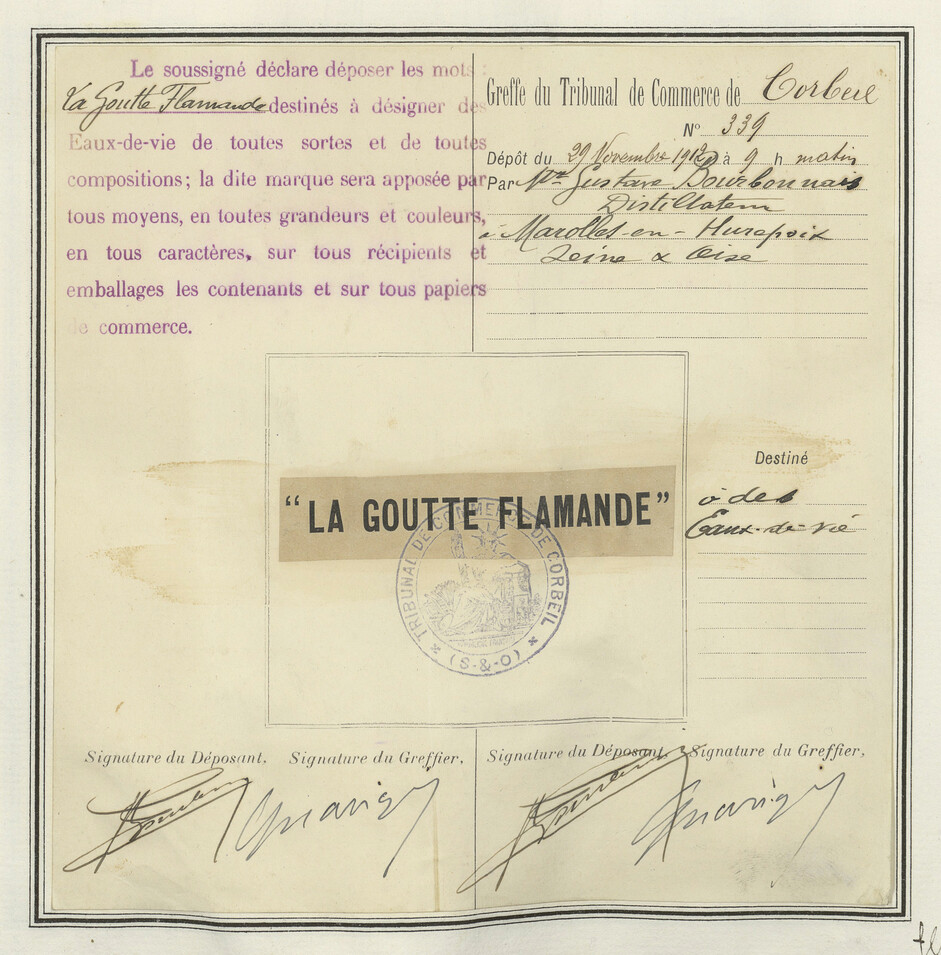 Le soussigné déclare déposer les mots :
La Goutte Flamande destinés à désigner des
Eaux-de-vie de toutes sortes et de toutes
compositions; la dite marque sera apposée par
tous moyens, en toutes grandeurs et couleurs,
en tous caractères, sur tous récipients et
emballages les contenants et sur tous papiers
de commerce.
Greffe du Tribunal de Commerce de Corbeil
N° 339
Dépôt du 29 Novembre 1912 à 9 h matin
Par Mr Gustave Bourbonnais
Distillateur
à Marolles-en-Hurepoix
Seine & Oise
Destiné
à des
Eaux-de-vie
"LA GOUTTE FLAMANDE"
TRIBUNAL DE COMMERCE DE CORBEIL
(S-&-O)
Signature du Déposant. Signature du Greffier.
Signature du Déposant. Signature du Greffier.